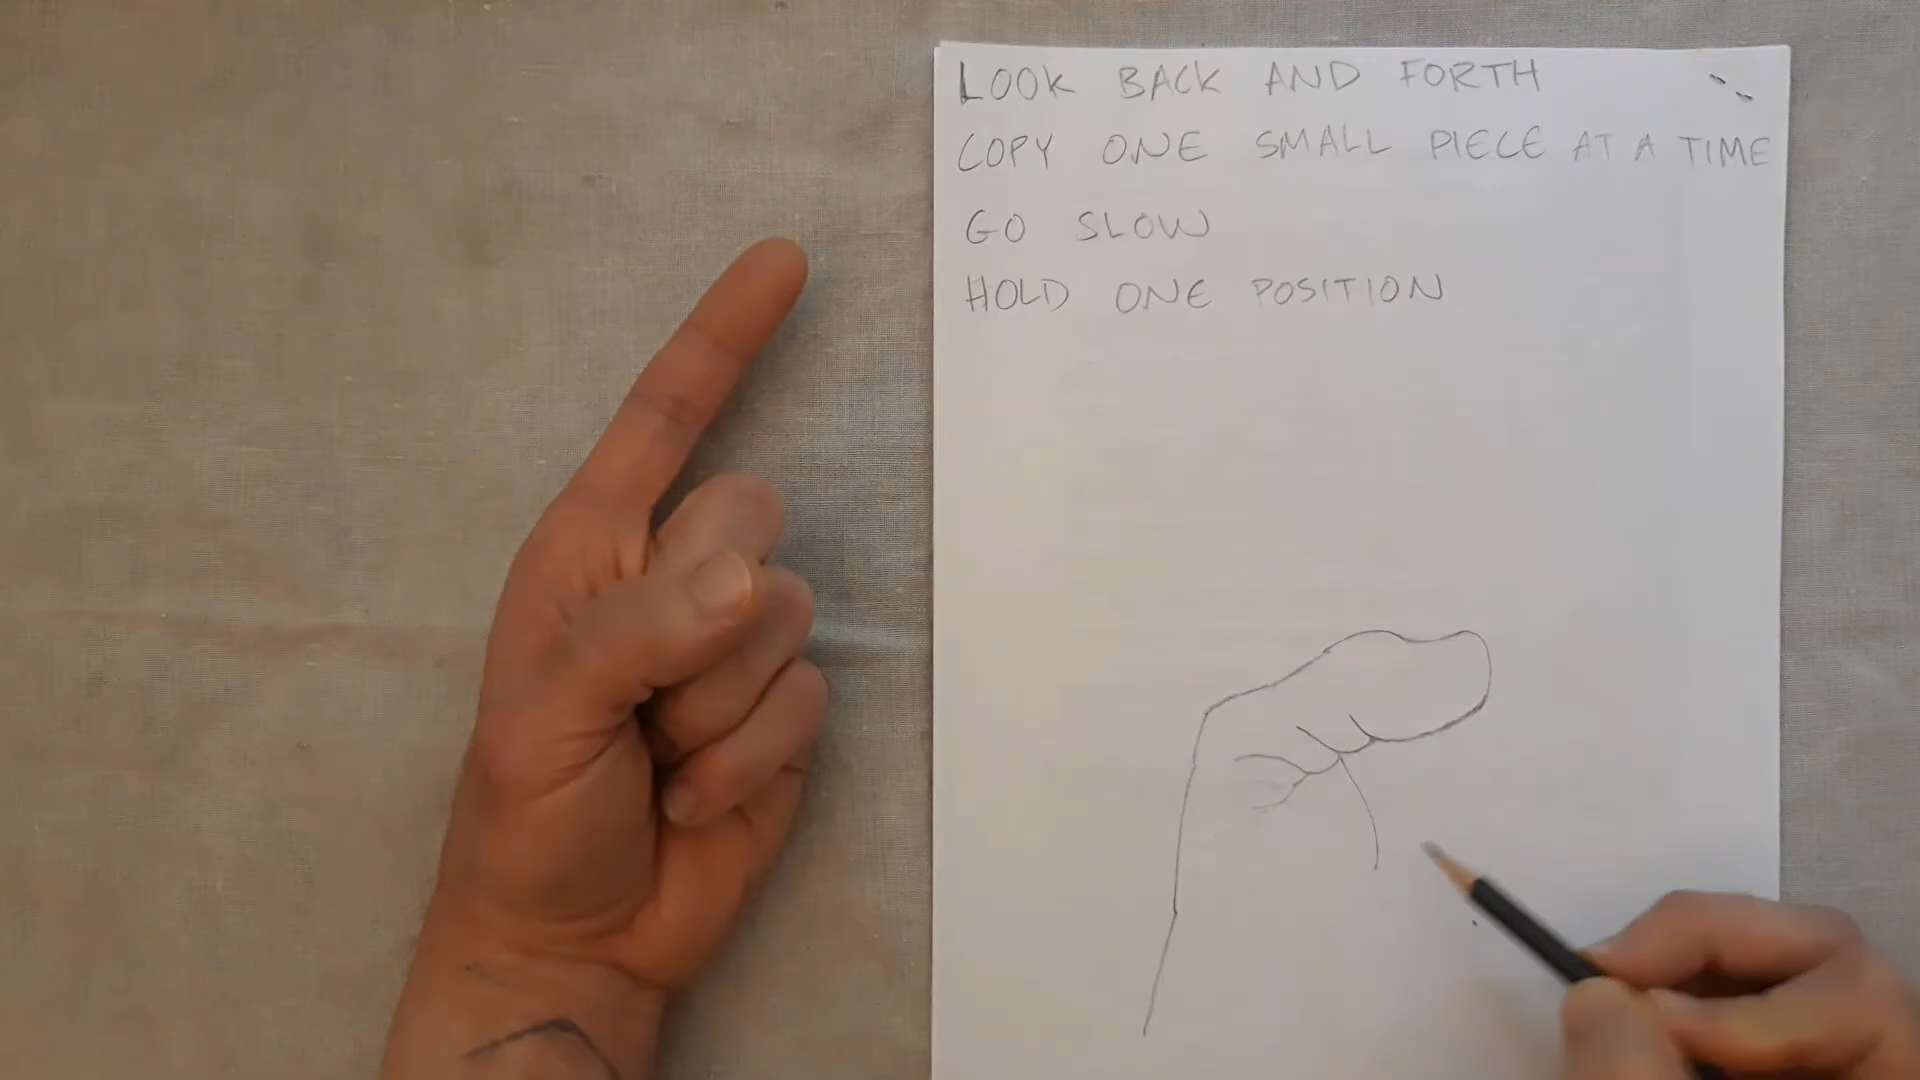 LOOK BACK AND FORTH
COPY ONE SMALL PIECE AT A TIME
GO SLOW
HOLD ONE POSITION